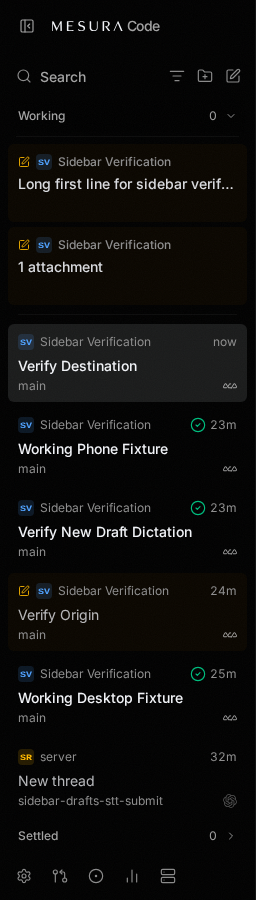 MESURA Code
Search
Working 0
SV Sidebar Verification
Long first line for sidebar verif...
SV Sidebar Verification
1 attachment
SV Sidebar Verification now
Verify Destination
main
SV Sidebar Verification 23m
Working Phone Fixture
main
SV Sidebar Verification 23m
Verify New Draft Dictation
main
SV Sidebar Verification 24m
Verify Origin
main
SV Sidebar Verification 25m
Working Desktop Fixture
main
SR server 32m
New thread
sidebar-drafts-stt-submit
Settled 0